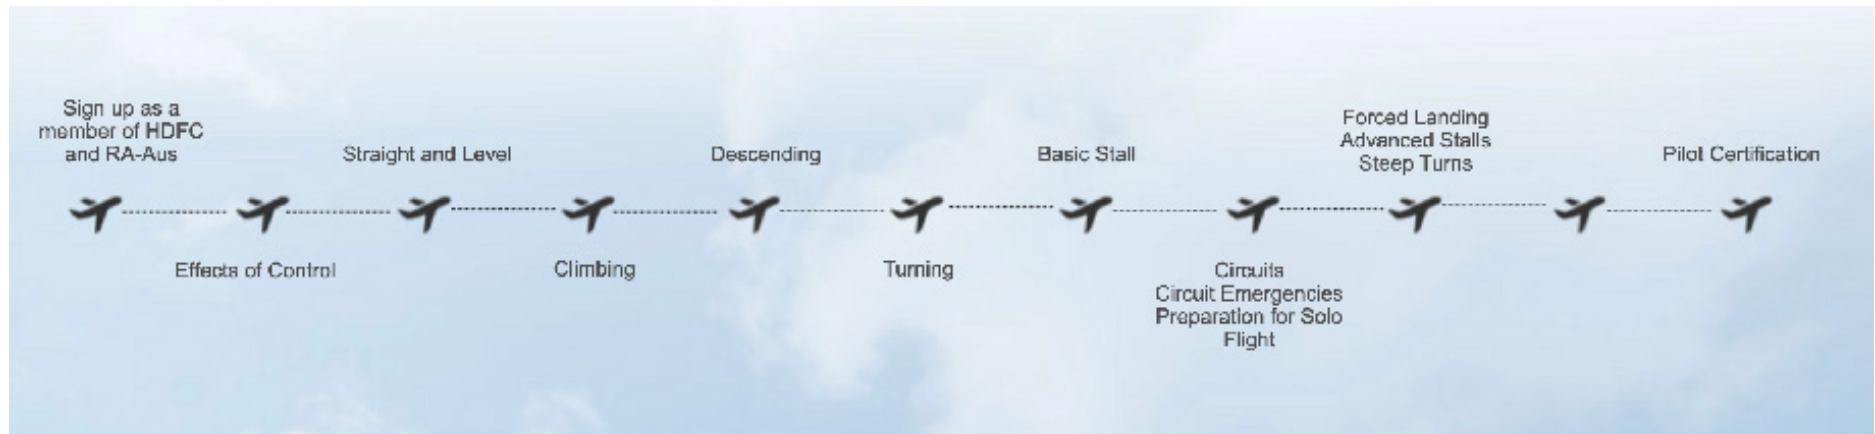 Sign up as a
member of HDFC
and RA-Aus
Effects of Control
Straight and Level
Climbing
Descending
Turning
Basic Stall
Circuits
Circuit Emergencies
Preparation for Solo
Flight
Forced Landing
Advanced Stalls
Steep Turns
Pilot Certification